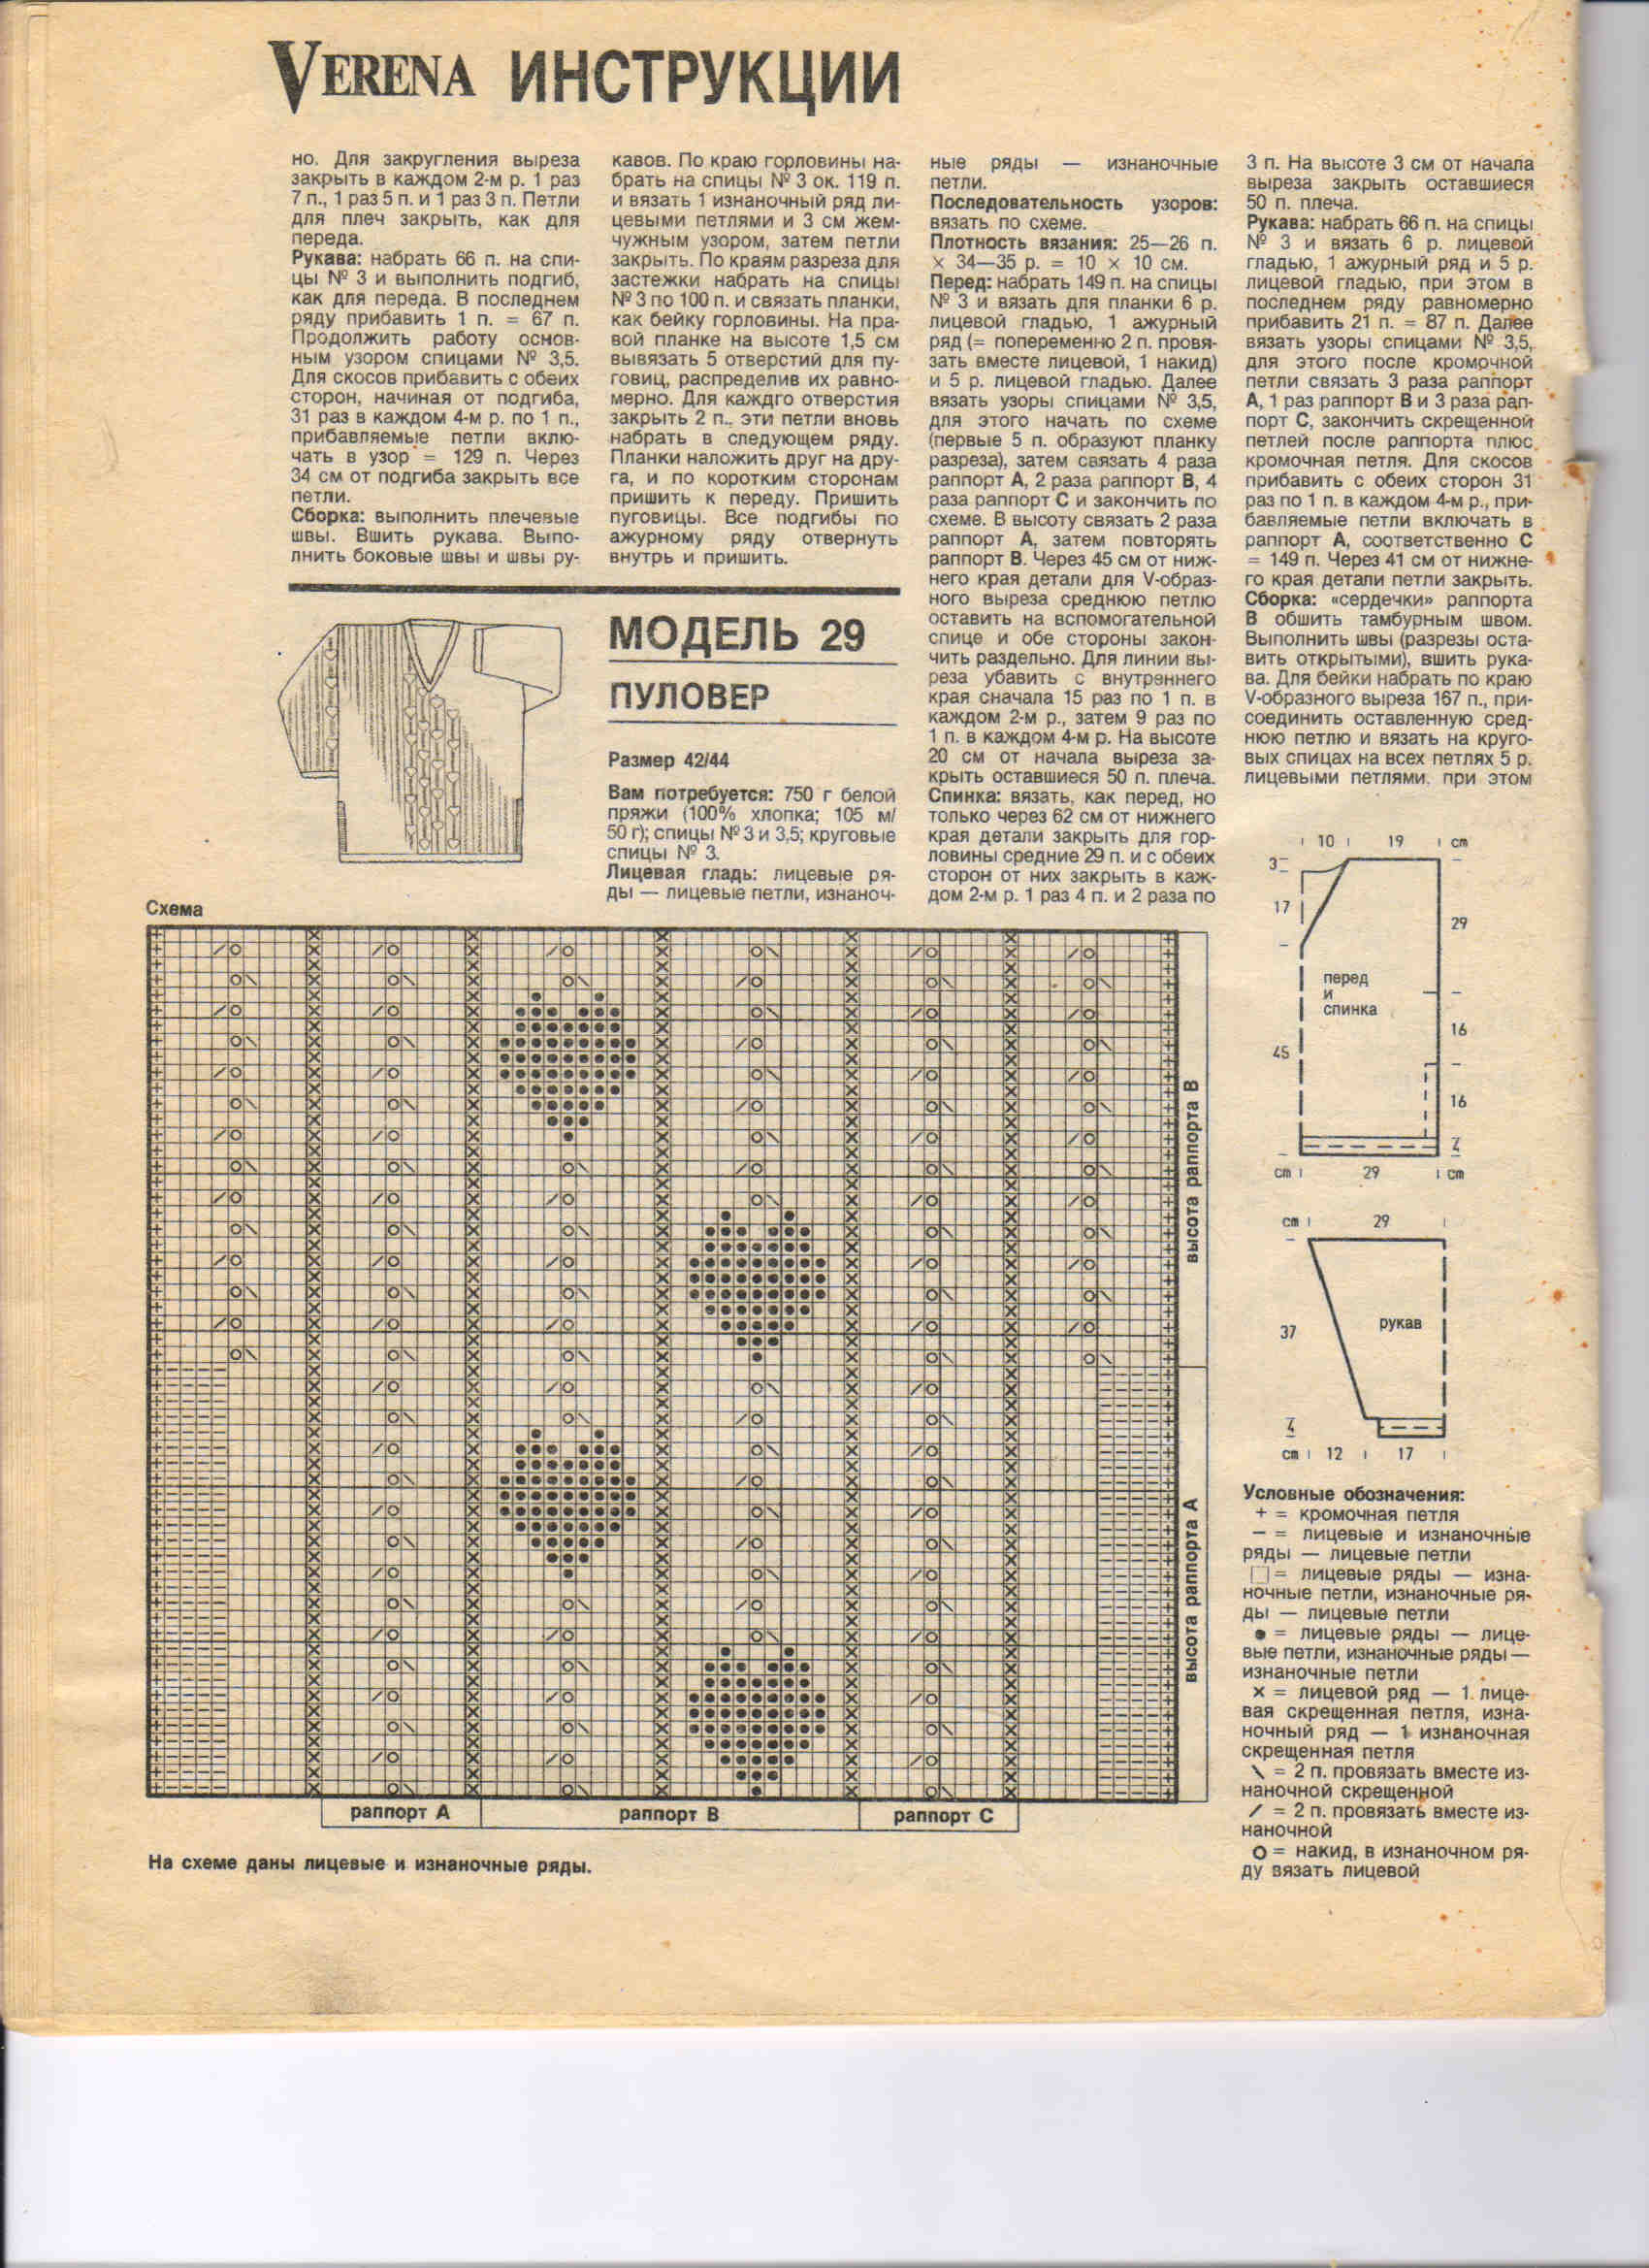 VERENA ИНСТРУКЦИИ
но. Для закругления выреза
закрыть в каждом 2-м р. 1 раз
7 п., 1 раз 5 п. и 1 раз 3 п. Петли
для плеч закрыть, как для
переда.
Рукава: набрать 66 п. на спи-
цы № 3 и выполнить подгиб,
как для переда. В последнем
ряду прибавить 1 п. = 67 п.
Продолжить работу основ-
ным узором спицами № 3,5.
Для скосов прибавить с обеих
сторон, начиная от подгиба,
31 раз в каждом 4-м р. по 1 п.,
прибавляемые петли вклю-
чать в узор = 129 п. Через
34 см от подгиба закрыть все
петли.
Сборка: выполнить плечевые
швы. Вшить рукава. Выпо-
лнить боковые швы и швы ру-
кавов. По краю горловины на-
брать на спицы № 3 ок. 119 п.
и вязать 1 изнаночный ряд ли-
цевыми петлями и 3 см жем-
чужным узором, затем петли
закрыть. По краям разреза для
застежки набрать на спицы
№ 3 по 100 п. и связать планки,
как бейку горловины. На пра-
вой планке на высоте 1,5 см
вывязать 5 отверстий для пу-
говиц, распределив их равно-
мерно. Для каждго отверстия
закрыть 2 п., эти петли вновь
набрать в следующем ряду.
Планки наложить друг на дру-
га, и по коротким сторонам
пришить к переду. Пришить
пуговицы. Все подгибы по
ажурному ряду отвернуть
внутрь и пришить.
МОДЕЛЬ 29
ПУЛОВЕР
Размер 42/44
Вам потребуется: 750 г белой
пряжи (100% хлопка; 105 м/
50 г); спицы № 3 и 3,5; круговые
спицы № 3.
Лицевая гладь: лицевые ря-
ды — лицевые петли, изнаноч-
ные ряды — изнаночные
петли.
Последовательность узоров:
вязать по схеме.
Плотность вязания: 25—26 п.
× 34—35 р. = 10 × 10 см.
Перед: набрать 149 п. на спицы
№ 3 и вязать для планки 6 р.
лицевой гладью, 1 ажурный
ряд (= попеременно 2 п. провя-
зать вместе лицевой, 1 накид)
и 5 р. лицевой гладью. Далее
вязать узоры спицами № 3,5,
для этого начать по схеме
(первые 5 п. образуют планку
разреза), затем связать 4 раза
раппорт А, 2 раза раппорт В, 4
раза раппорт С и закончить по
схеме. В высоту связать 2 раза
раппорт А, затем повторять
раппорт В. Через 45 см от ниж-
него края детали для V-образ-
ного выреза среднюю петлю
оставить на вспомогательной
спице и обе стороны закон-
чить раздельно. Для линии вы-
реза убавить с внутреннего
края сначала 15 раз по 1 п. в
каждом 2-м р., затем 9 раз по
1 п. в каждом 4-м р. На высоте
20 см от начала выреза за-
крыть оставшиеся 50 п. плеча.
Спинка: вязать, как перед, но
только через 62 см от нижнего
края детали закрыть для гор-
ловины средние 29 п. и с обеих
сторон от них закрыть в каж-
дом 2-м р. 1 раз 4 п. и 2 раза по
3 п. На высоте 3 см от начала
выреза закрыть оставшиеся
50 п. плеча.
Рукава: набрать 66 п. на спицы
№ 3 и вязать 6 р. лицевой
гладью, 1 ажурный ряд и 5 р.
лицевой гладью, при этом в
последнем ряду равномерно
прибавить 21 п. = 87 п. Далее
вязать узоры спицами № 3,5,
для этого после кромочной
петли связать 3 раза раппорт
А, 1 раз раппорт В и 3 раза рап-
порт С, закончить скрещенной
петлей после раппорта плюс
кромочная петля. Для скосов
прибавить с обеих сторон 31
раз по 1 п. в каждом 4-м р., при-
бавляемые петли включать в
раппорт А, соответственно С
= 149 п. Через 41 см от нижне-
го края детали петли закрыть.
Сборка: «сердечки» раппорта
В обшить тамбурным швом.
Выполнить швы (разрезы оста-
вить открытыми), вшить рука-
ва. Для бейки набрать по краю
V-образного выреза 167 п., при-
соединить оставленную сред-
нюю петлю и вязать на круго-
вых спицах на всех петлях 5 р.
лицевыми петлями, при этом
Схема
высота раппорта В
высота раппорта А
раппорт А раппорт В раппорт С
На схеме даны лицевые и изнаночные ряды.
10 19 cm
3
17
29
перед
и
спинка
16
45
16
4
cm 29 cm
cm 29
37
рукав
4
cm 12 17
Условные обозначения:
+ = кромочная петля
− = лицевые и изнаночные
ряды — лицевые петли
□ = лицевые ряды — изна-
ночные петли, изнаночные ря-
ды — лицевые петли
● = лицевые ряды — лице-
вые петли, изнаночные ряды —
изнаночные петли
× = лицевой ряд — 1 лице-
вая скрещенная петля, изна-
ночный ряд — 1 изнаночная
скрещенная петля
\ = 2 п. провязать вместе из-
наночной скрещенной
/ = 2 п. провязать вместе из-
наночной
O = накид, в изнаночном ря-
ду вязать лицевой